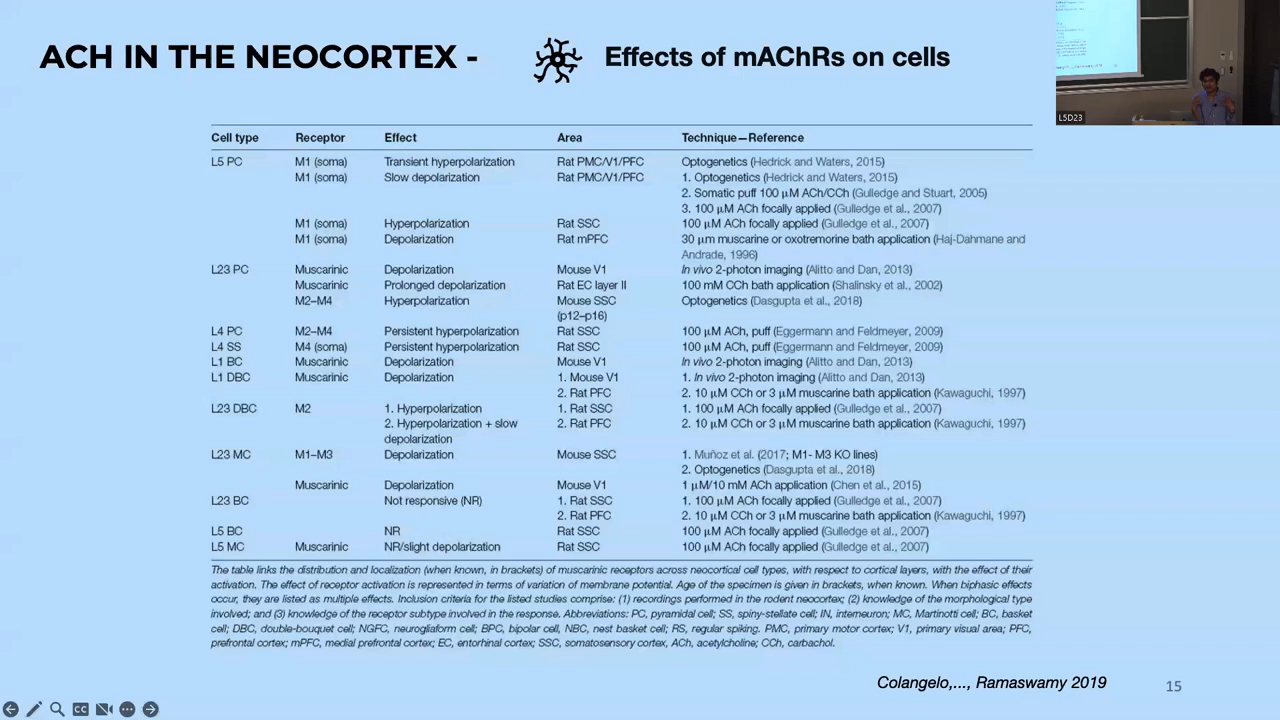 ACH IN THE NEOCORTEX -
Effects of mAChRs on cells
L5D23
Cell type Receptor Effect Area Technique—Reference
L5 PC M1 (soma) Transient hyperpolarization Rat PMC/V1/PFC Optogenetics (Hedrick and Waters, 2015)
M1 (soma) Slow depolarization Rat PMC/V1/PFC 1. Optogenetics (Hedrick and Waters, 2015)
2. Somatic puff 100 μM ACh/CCh (Gulledge and Stuart, 2005)
3. 100 μM ACh focally applied (Gulledge et al., 2007)
M1 (soma) Hyperpolarization Rat SSC 100 μM ACh focally applied (Gulledge et al., 2007)
M1 (soma) Depolarization Rat mPFC 30 μm muscarine or oxotremorine bath application (Haj-Dahmane and
Andrade, 1996)
L23 PC Muscarinic Depolarization Mouse V1 In vivo 2-photon imaging (Alitto and Dan, 2013)
Muscarinic Prolonged depolarization Rat EC layer II 100 mM CCh bath application (Shalinsky et al., 2002)
M2–M4 Hyperpolarization Mouse SSC Optogenetics (Dasgupta et al., 2018)
(p12–p16)
L4 PC M2–M4 Persistent hyperpolarization Rat SSC 100 μM ACh, puff (Eggermann and Feldmeyer, 2009)
L4 SS M4 (soma) Persistent hyperpolarization Rat SSC 100 μM ACh, puff (Eggermann and Feldmeyer, 2009)
L1 BC Muscarinic Depolarization Mouse V1 In vivo 2-photon imaging (Alitto and Dan, 2013)
L1 DBC Muscarinic Depolarization 1. Mouse V1 1. In vivo 2-photon imaging (Alitto and Dan, 2013)
2. Rat PFC 2. 10 μM CCh or 3 μM muscarine bath application (Kawaguchi, 1997)
L23 DBC M2 1. Hyperpolarization 1. Rat SSC 1. 100 μM ACh focally applied (Gulledge et al., 2007)
2. Hyperpolarization + slow 2. Rat PFC 2. 10 μM CCh or 3 μM muscarine bath application (Kawaguchi, 1997)
depolarization
L23 MC M1–M3 Depolarization Mouse SSC 1. Muñoz et al. (2017; M1- M3 KO lines)
2. Optogenetics (Dasgupta et al., 2018)
Muscarinic Depolarization Mouse V1 1 μM/10 mM ACh application (Chen et al., 2015)
L23 BC Not responsive (NR) 1. Rat SSC 1. 100 μM ACh focally applied (Gulledge et al., 2007)
2. Rat PFC 2. 10 μM CCh or 3 μM muscarine bath application (Kawaguchi, 1997)
L5 BC NR Rat SSC 100 μM ACh focally applied (Gulledge et al., 2007)
L5 MC Muscarinic NR/slight depolarization Rat SSC 100 μM ACh focally applied (Gulledge et al., 2007)
The table links the distribution and localization (when known, in brackets) of muscarinic receptors across neocortical cell types, with respect to cortical layers, with the effect of their
activation. The effect of receptor activation is represented in terms of variation of membrane potential. Age of the specimen is given in brackets, when known. When biphasic effects
occur, they are listed as multiple effects. Inclusion criteria for the listed studies comprise: (1) recordings performed in the rodent neocortex; (2) knowledge of the morphological type
involved; and (3) knowledge of the receptor subtype involved in the response. Abbreviations: PC, pyramidal cell; SS, spiny-stellate cell; IN, interneuron; MC, Martinotti cell; BC, basket
cell; DBC, double-bouquet cell; NGFC, neurogliaform cell; BPC, bipolar cell, NBC, nest basket cell; RS, regular spiking. PMC, primary motor cortex; V1, primary visual area; PFC,
prefrontal cortex; mPFC, medial prefrontal cortex; EC, entorhinal cortex; SSC, somatosensory cortex, ACh, acetylcholine; CCh, carbachol.
Colangelo,..., Ramaswamy 2019
15
CC